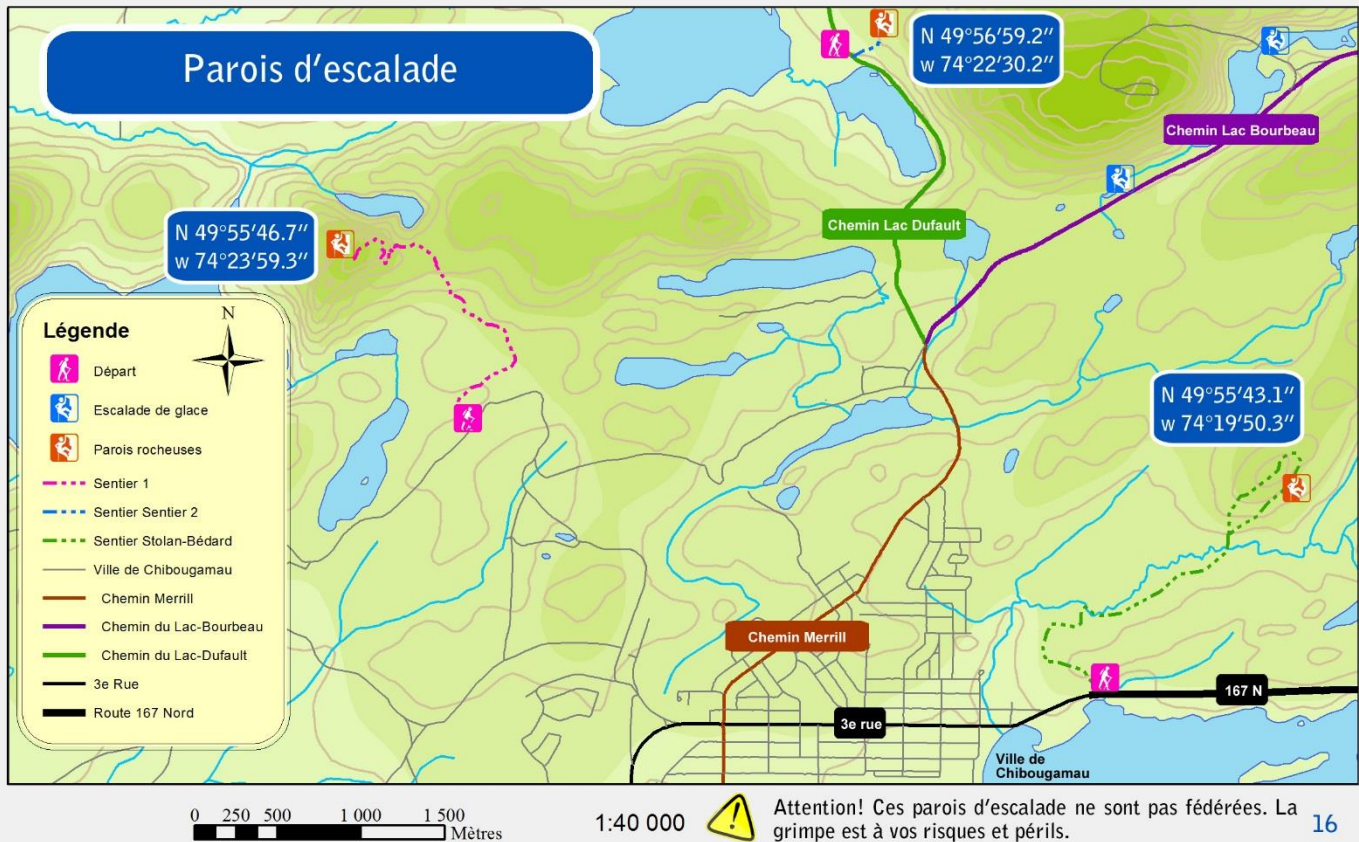 Parois d'escalade
N 49°56'59.2"
w 74°22'30.2"
Chemin Lac Bourbeau
Chemin Lac Dufault
N 49°55'46.7"
w 74°23'59.3"
N 49°55'43.1"
w 74°19'50.3"
Légende
N
Départ
Escalade de glace
Parois rocheuses
Sentier 1
Sentier Sentier 2
Sentier Stolan-Bédard
Ville de Chibougamau
Chemin Merrill
Chemin du Lac-Bourbeau
Chemin du Lac-Dufault
3e Rue
Route 167 Nord
Chemin Merrill
3e rue
167 N
Ville de
Chibougamau
0 250 500 1 000 1 500
Mètres
1:40 000
Attention! Ces parois d'escalade ne sont pas fédérées. La
grimpe est à vos risques et périls.
16